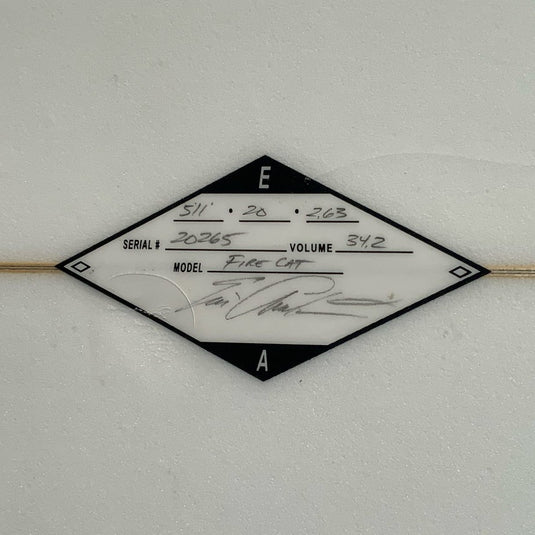 E
5'11" • 20 • 2.63
SERIAL # 20265 VOLUME 34.2
MODEL FIRE CAT
A